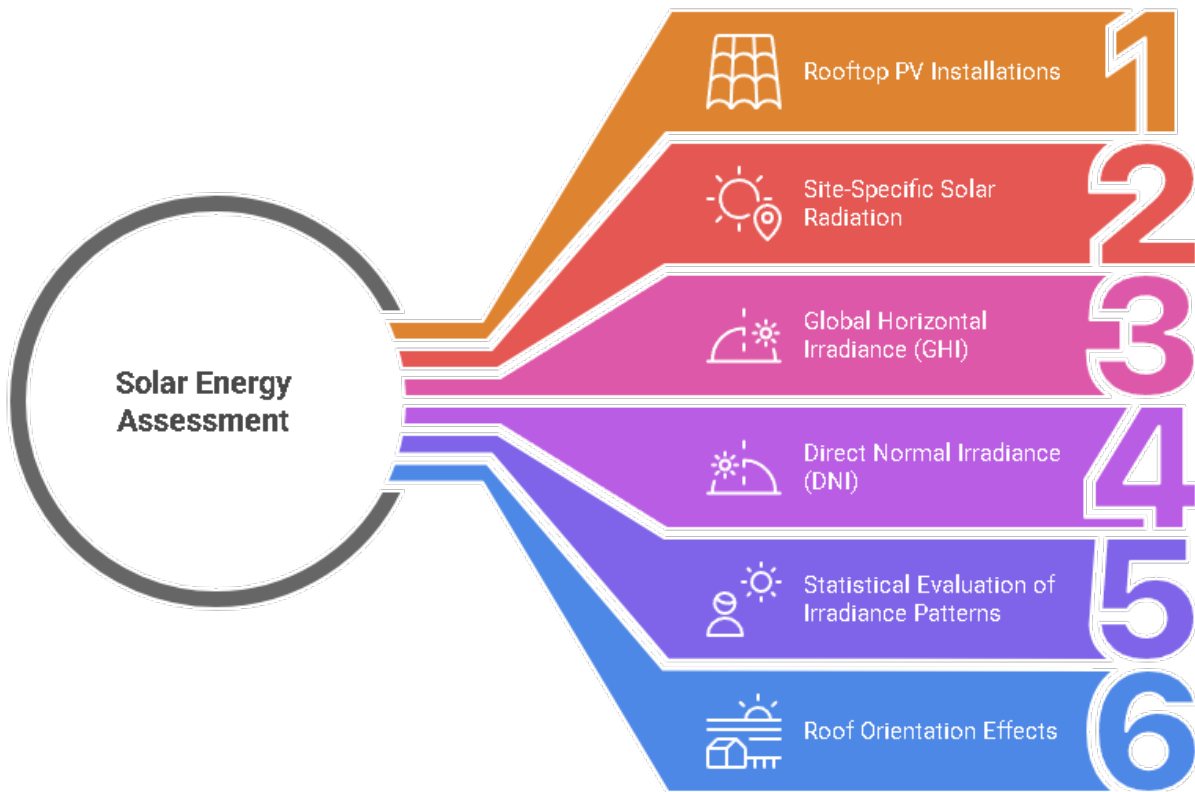 Solar Energy
Assessment
Rooftop PV Installations
1
Site-Specific Solar
Radiation
2
Global Horizontal
Irradiance (GHI)
3
Direct Normal Irradiance
(DNI)
4
Statistical Evaluation of
Irradiance Patterns
5
Roof Orientation Effects
6